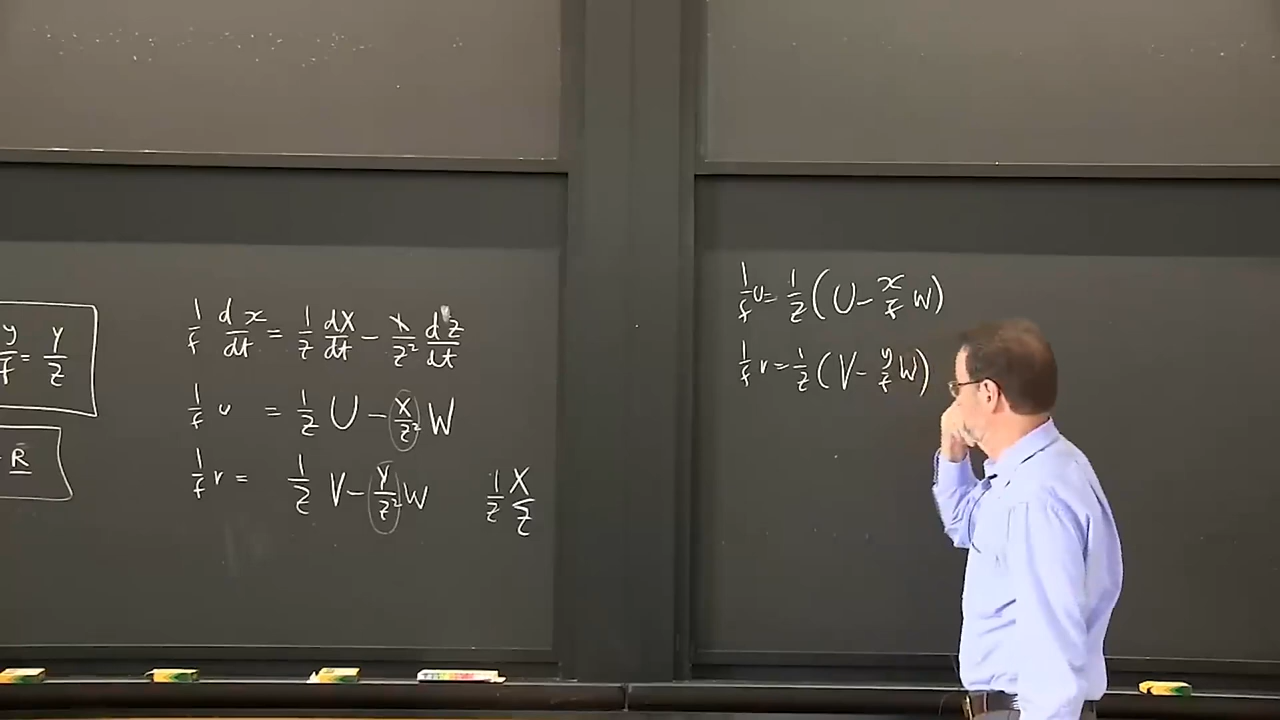 y/f = Y/Z
R
1/f dx/dt = 1/Z dX/dt − X/Z² dZ/dt
1/f u = 1/Z U − X/Z² W
1/f v = 1/Z V − Y/Z² W
1/Z X/Z
1/f u = 1/Z (U − x/f W)
1/f v = 1/Z (V − y/f W)